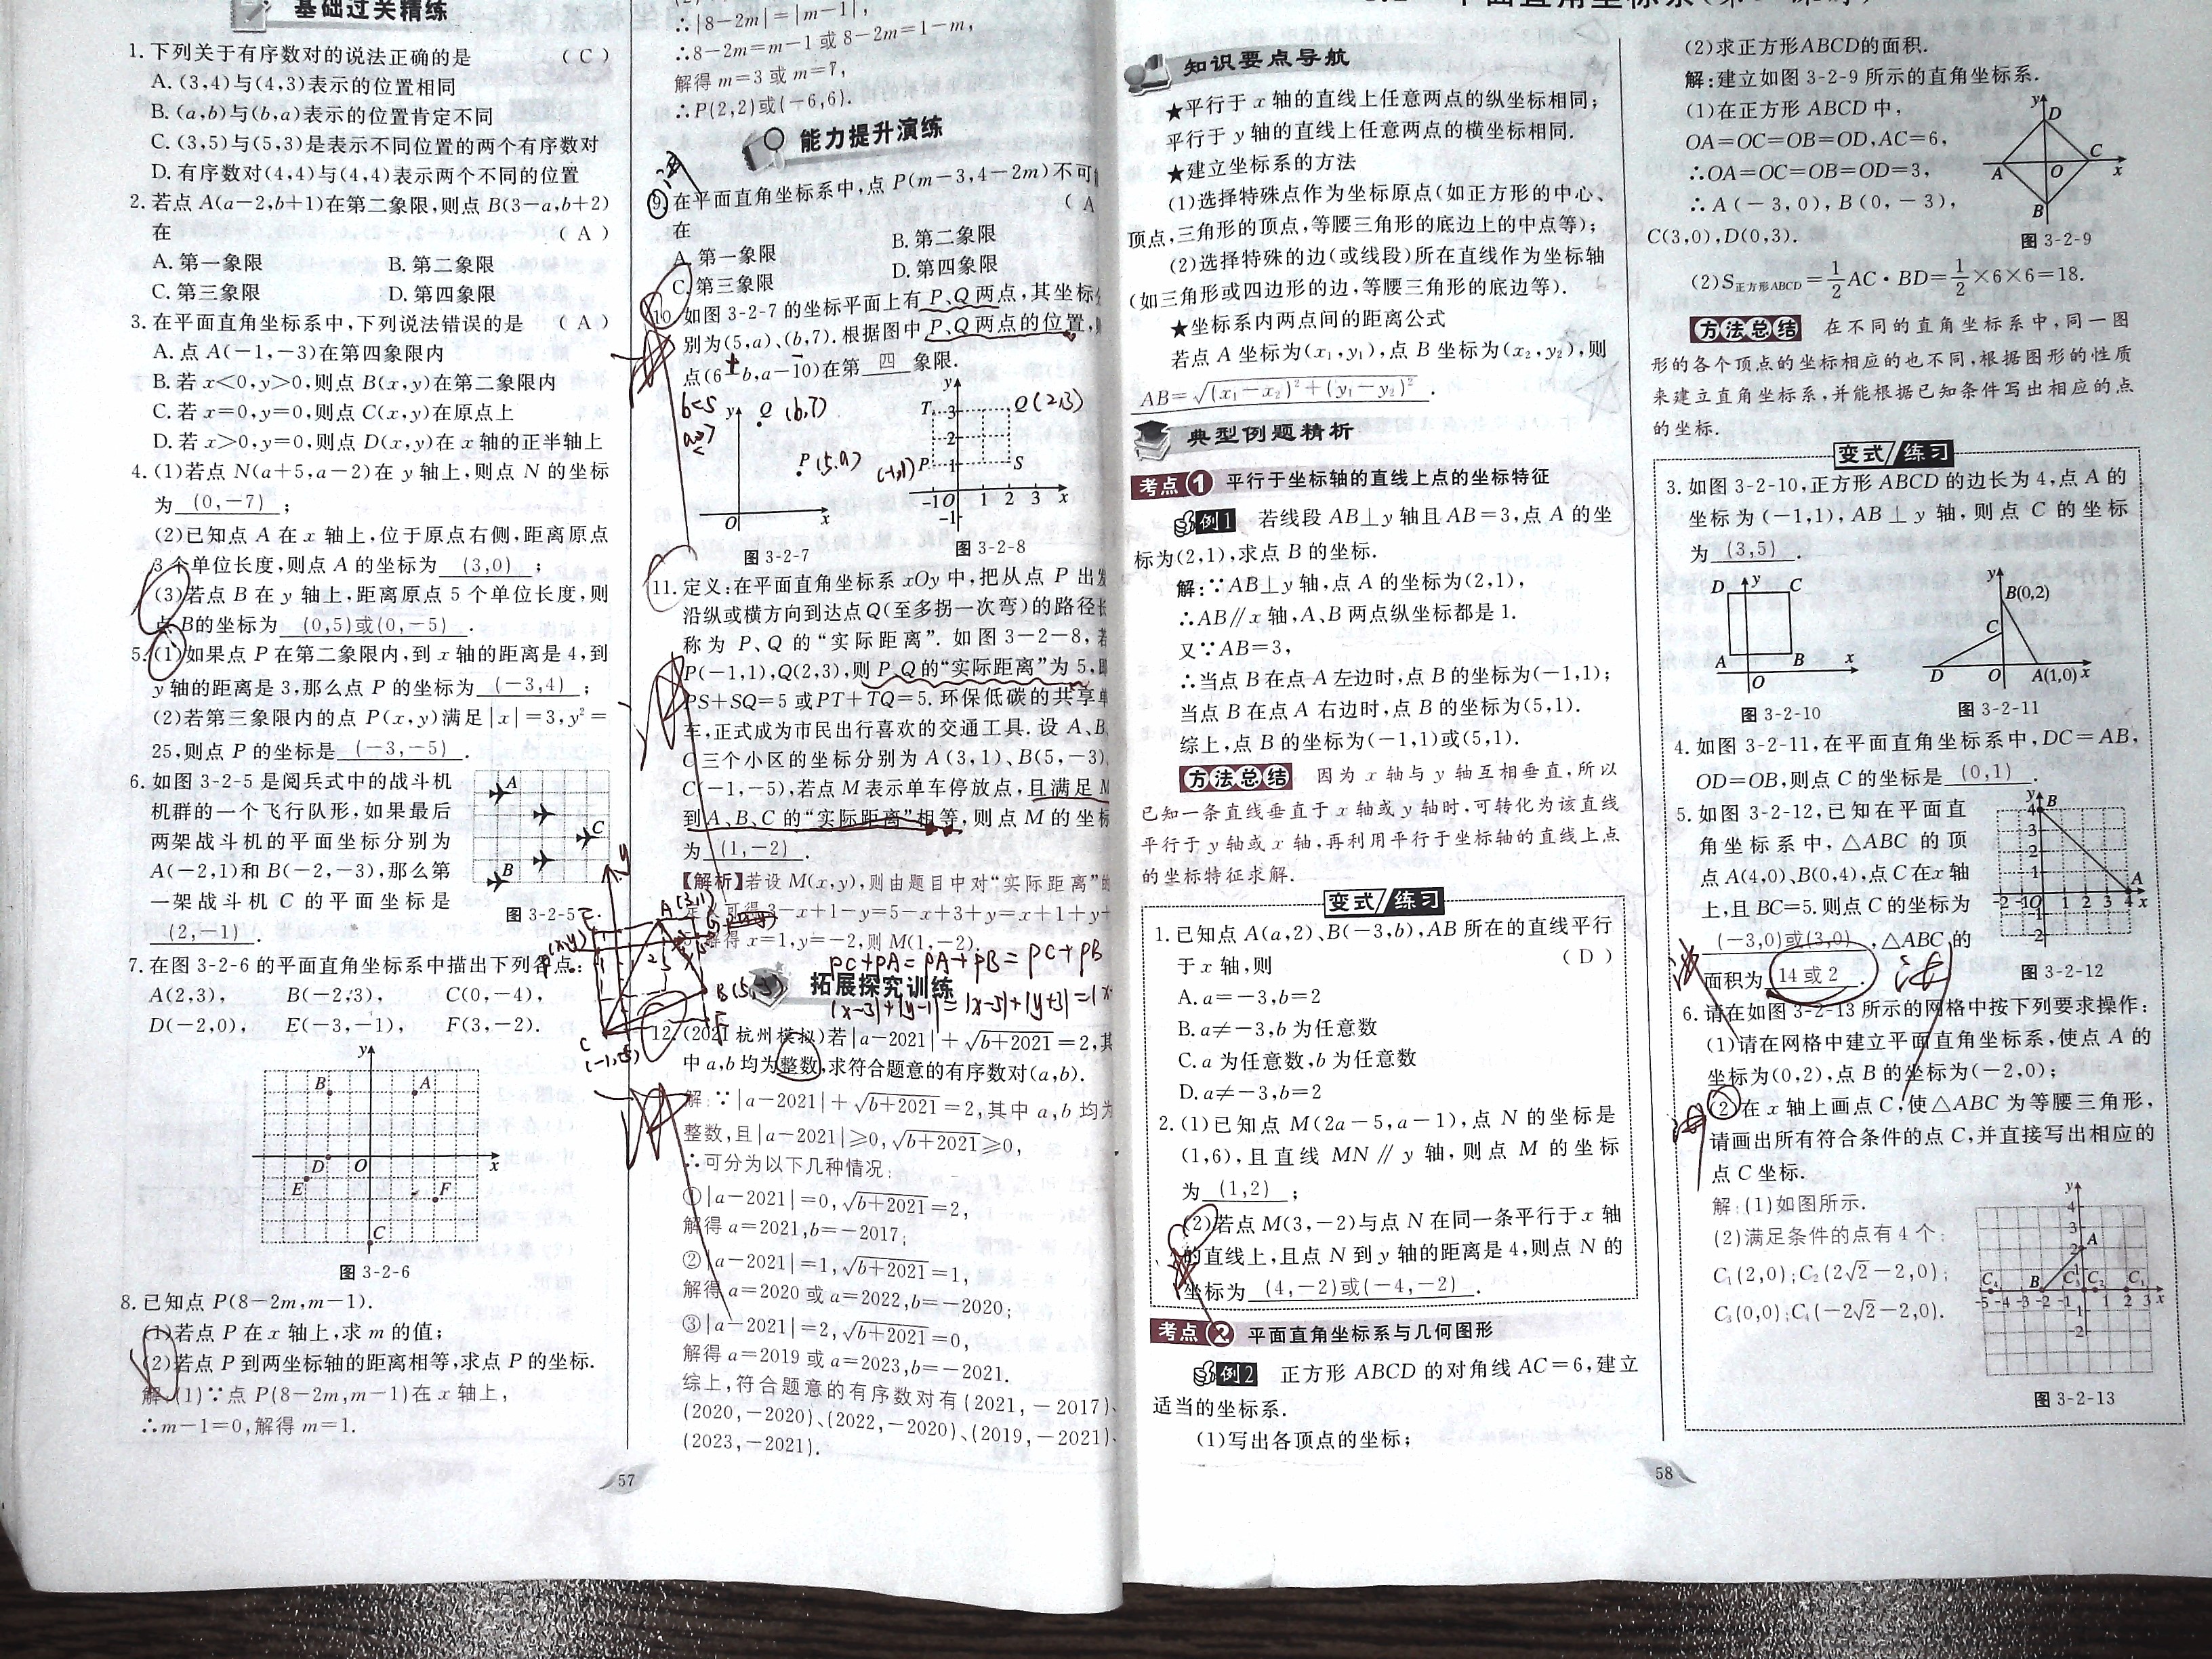 基础过关精练
1.下列关于有序数对的说法正确的是 ( C )
A.(3,4)与(4,3)表示的位置相同
B.(a,b)与(b,a)表示的位置肯定不同
C.(3,5)与(5,3)是表示不同位置的两个有序数对
D.有序数对(4,4)与(4,4)表示两个不同的位置
2.若点 A(a-2,b+1)在第二象限,则点 B(3-a,b+2)
在 ( A )
A.第一象限 B.第二象限
C.第三象限 D.第四象限
3.在平面直角坐标系中,下列说法错误的是 ( A )
A.点 A(-1,-3)在第四象限内
B.若 x<0,y>0,则点 B(x,y)在第二象限内
C.若 x=0,y=0,则点 C(x,y)在原点上
D.若 x>0,y=0,则点 D(x,y)在 x 轴的正半轴上
4.(1)若点 N(a+5,a-2)在 y 轴上,则点 N 的坐标
为 (0,-7) ;
(2)已知点 A 在 x 轴上,位于原点右侧,距离原点
3个单位长度,则点 A 的坐标为 (3,0) ;
(3)若点 B 在 y 轴上,距离原点 5 个单位长度,则
点 B的坐标为 (0,5)或(0,-5) .
5.(1)如果点 P 在第二象限内,到 x 轴的距离是 4,到
y 轴的距离是 3,那么点 P 的坐标为 (-3,4) ;
(2)若第三象限内的点 P(x,y)满足|x|=3,y²=
25,则点 P 的坐标是 (-3,-5) .
6.如图 3-2-5 是阅兵式中的战斗机
机群的一个飞行队形,如果最后
两架战斗机的平面坐标分别为
A(-2,1)和 B(-2,-3),那么第
一架战斗机 C 的平面坐标是
(2,-1) .
A
C
B
图 3-2-5
7.在图 3-2-6 的平面直角坐标系中描出下列各点:
A(2,3), B(-2,3), C(0,-4),
D(-2,0), E(-3,-1), F(3,-2).
y
B A
D O x
E F
C
图 3-2-6
8.已知点 P(8-2m,m-1).
(1)若点 P 在 x 轴上,求 m 的值;
(2)若点 P 到两坐标轴的距离相等,求点 P 的坐标.
解:(1)∵点 P(8-2m,m-1)在 x 轴上,
∴m-1=0,解得 m=1.
∴|8-2m|=|m-1|,
∴8-2m=m-1 或 8-2m=1-m,
解得 m=3 或 m=7,
∴P(2,2)或(-6,6).
能力提升演练
9.在平面直角坐标系中,点 P(m-3,4-2m)不可
在 ( A
A.第一象限 B.第二象限
C.第三象限 D.第四象限
10.如图 3-2-7 的坐标平面上有 P、Q 两点,其坐标
别为(5,a)、(b,7).根据图中 P、Q 两点的位置,
点(6-b,a-10)在第 四 象限.
b<5
a<7
y Q (b,7)
P (5,a)
O x
图 3-2-7
y
T 3 Q (2,3)
2
(-1,1) P 1 S
-1 O 1 2 3 x
-1
图 3-2-8
11.定义:在平面直角坐标系 xOy 中,把从点 P 出发
沿纵或横方向到达点 Q(至多拐一次弯)的路径长
称为 P、Q 的“实际距离”. 如图 3-2-8,若
P(-1,1),Q(2,3),则 P、Q 的“实际距离”为 5,即
PS+SQ=5 或 PT+TQ=5.环保低碳的共享单
车,正式成为市民出行喜欢的交通工具.设 A、B、
C 三个小区的坐标分别为 A(3,1)、B(5,-3)、
C(-1,-5),若点 M 表示单车停放点,且满足 M
到 A、B、C 的“实际距离”相等,则点 M 的坐标
为 (1,-2) .
【解析】若设 M(x,y),则由题目中对“实际距离”的
定义可得 3-x+1-y=5-x+3+y=x+1+y+
解得 x=1,y=-2,则 M(1,-2).
A (3,1)
(x,y)
PC+PA=PA+PB=PC+PB
|x-3|+|y-1|=|x-5|+|y+3|=|x
(-1,-5)
拓展探究训练
12.(2021 杭州模拟)若|a-2021|+√(b+2021)=2,其
中 a,b 均为整数,求符合题意的有序数对(a,b).
解:∵|a-2021|+√(b+2021)=2,其中 a,b 均为
整数,且|a-2021|≥0,√(b+2021)≥0,
∴可分为以下几种情况:
①|a-2021|=0,√(b+2021)=2,
解得 a=2021,b=-2017;
②|a-2021|=1,√(b+2021)=1,
解得 a=2020 或 a=2022,b=-2020;
③|a-2021|=2,√(b+2021)=0,
解得 a=2019 或 a=2023,b=-2021.
综上,符合题意的有序数对有(2021,-2017)、
(2020,-2020)、(2022,-2020)、(2019,-2021)、
(2023,-2021).
57
知识要点导航
★平行于 x 轴的直线上任意两点的纵坐标相同;
平行于 y 轴的直线上任意两点的横坐标相同.
★建立坐标系的方法
(1)选择特殊点作为坐标原点(如正方形的中心、
顶点,三角形的顶点,等腰三角形的底边上的中点等);
(2)选择特殊的边(或线段)所在直线作为坐标轴
(如三角形或四边形的边,等腰三角形的底边等).
★坐标系内两点间的距离公式
若点 A 坐标为(x₁,y₁),点 B 坐标为(x₂,y₂),则
AB=√((x₁-x₂)²+(y₁-y₂)²) .
典型例题精析
考点 1 平行于坐标轴的直线上点的坐标特征
例1 若线段 AB⊥y 轴且 AB=3,点 A 的坐
标为(2,1),求点 B 的坐标.
解:∵AB⊥y 轴,点 A 的坐标为(2,1),
∴AB∥x 轴,A、B 两点纵坐标都是 1.
又∵AB=3,
∴当点 B 在点 A 左边时,点 B 的坐标为(-1,1);
当点 B 在点 A 右边时,点 B 的坐标为(5,1).
综上,点 B 的坐标为(-1,1)或(5,1).
方法总结 因为 x 轴与 y 轴互相垂直,所以
已知一条直线垂直于 x 轴或 y 轴时,可转化为该直线
平行于 y 轴或 x 轴,再利用平行于坐标轴的直线上点
的坐标特征求解.
变式/练习
1.已知点 A(a,2)、B(-3,b),AB 所在的直线平行
于 x 轴,则 ( D )
A.a=-3,b=2
B.a≠-3,b 为任意数
C.a 为任意数,b 为任意数
D.a≠-3,b=2
2.(1)已知点 M(2a-5,a-1),点 N 的坐标是
(1,6),且直线 MN∥y 轴,则点 M 的坐标
为 (1,2) ;
(2)若点 M(3,-2)与点 N 在同一条平行于 x 轴
的直线上,且点 N 到 y 轴的距离是 4,则点 N 的
坐标为 (4,-2)或(-4,-2) .
考点 2 平面直角坐标系与几何图形
例2 正方形 ABCD 的对角线 AC=6,建立
适当的坐标系.
(1)写出各顶点的坐标;
(2)求正方形ABCD的面积.
解:建立如图 3-2-9 所示的直角坐标系.
(1)在正方形 ABCD 中,
OA=OC=OB=OD,AC=6,
∴OA=OC=OB=OD=3,
∴A(-3,0),B(0,-3),
C(3,0),D(0,3).
y
D
C
A O x
B
图 3-2-9
(2)S正方形ABCD=1/2 AC·BD=1/2×6×6=18.
方法总结 在不同的直角坐标系中,同一图
形的各个顶点的坐标相应的也不同,根据图形的性质
来建立直角坐标系,并能根据已知条件写出相应的点
的坐标.
变式/练习
3.如图 3-2-10,正方形 ABCD 的边长为 4,点 A 的
坐标为(-1,1),AB⊥y 轴,则点 C 的坐标
为 (3,5) .
D y C
A B x
O
图 3-2-10
y
B(0,2)
C
D O A(1,0) x
图 3-2-11
4.如图 3-2-11,在平面直角坐标系中,DC=AB,
OD=OB,则点 C 的坐标是 (0,1) .
5.如图 3-2-12,已知在平面直
角坐标系中,△ABC 的顶
点 A(4,0)、B(0,4),点 C 在 x 轴
上,且 BC=5.则点 C 的坐标为
(-3,0)或(3,0) ,△ABC 的
面积为 14 或 2 .
y
4 B
3
2
1
A
-2 -1 O 1 2 3 4 x
-2
图 3-2-12
6.请在如图 3-2-13 所示的网格中按下列要求操作:
(1)请在网格中建立平面直角坐标系,使点 A 的
坐标为(0,2),点 B 的坐标为(-2,0);
(2)在 x 轴上画点 C,使△ABC 为等腰三角形,
请画出所有符合条件的点 C,并直接写出相应的
点 C 坐标.
解:(1)如图所示.
(2)满足条件的点有 4 个:
C₁(2,0);C₂(2√2-2,0);
C₃(0,0);C₄(-2√2-2,0).
y
4
3
2 A
1
C₄ B C₃ C₂ C₁
-5 -4 -3 -2 -1 1 2 3 x
-1
-2
图 3-2-13
58